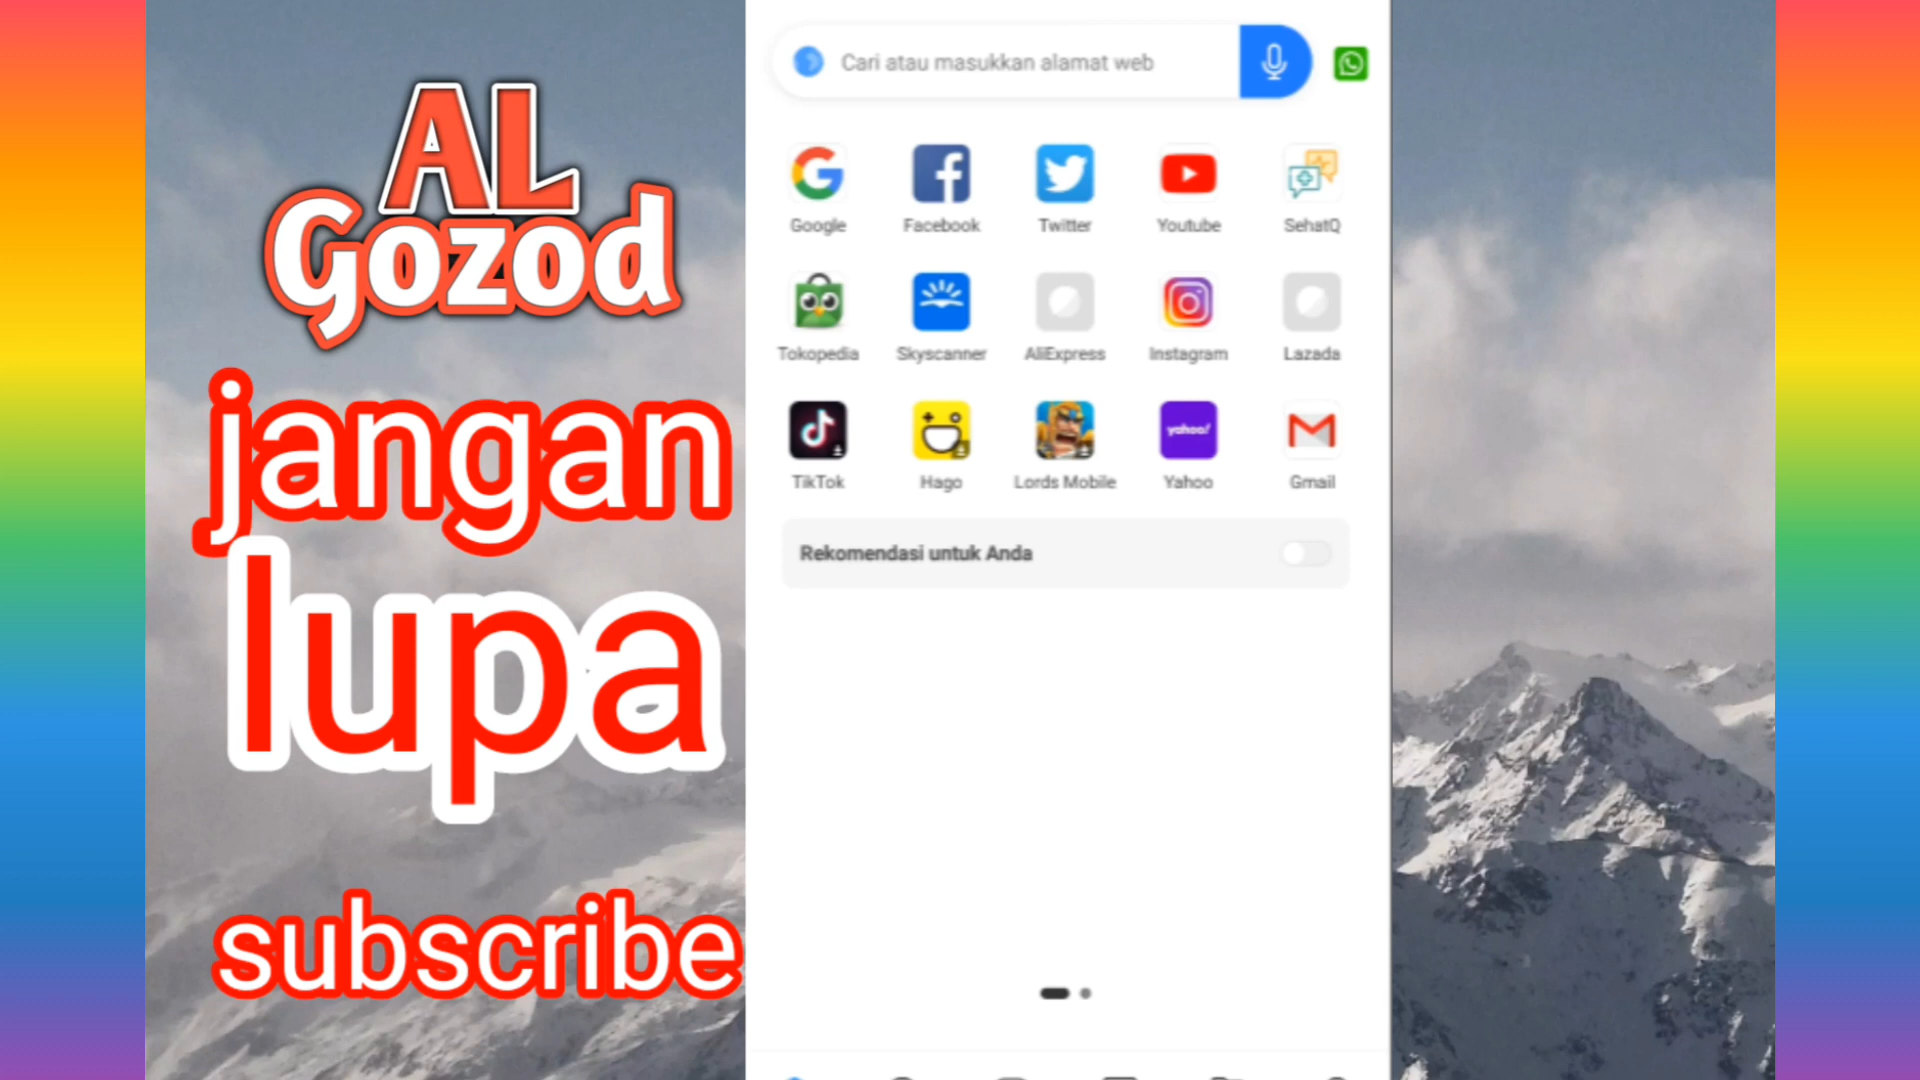 AL
Gozod
jangan
lupa
subscribe
Cari atau masukkan alamat web
Google Facebook Twitter Youtube SehatQ
Tokopedia Skyscanner AliExpress Instagram Lazada
yahoo!
TikTok Hago Lords Mobile Yahoo Gmail
Rekomendasi untuk Anda